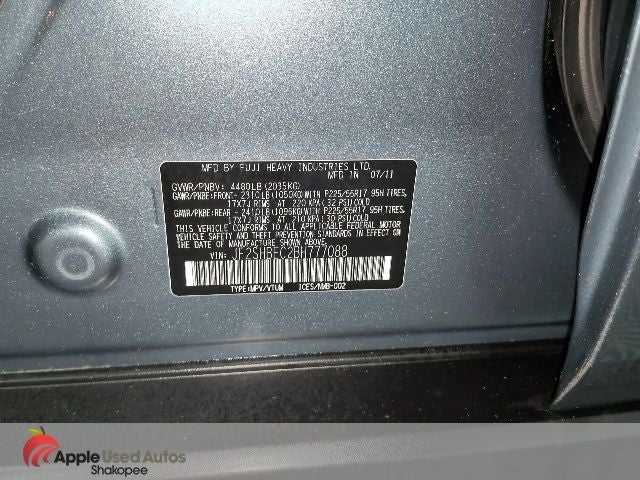 MFD BY FUJI HEAVY INDUSTRIES LTD.
MFD IN 07/11
GVWR/PNBV: 4480LB(2035KG)
GAWR/PNBE:FRONT- 2310LB(1050KG)WITH P225/55R17 95H TIRES,
17X7J RIMS AT 220 KPA(32 PSI)COLD
GAWR/PNBE:REAR - 2410LB(1095KG)WITH P225/55R17 95H TIRES,
17X7J RIMS AT 210 KPA(30 PSI)COLD
THIS VEHICLE CONFORMS TO ALL APPLICABLE FEDERAL
MOTOR VEHICLE SAFETY STANDARDS IN EFFECT ON THE
DATE OF MANUFACTURE SHOWN ABOVE.
VIN: JF2SHBFC2BH777088
TYPE:MPV/VTUM ICES/NMB-002
Apple Used Autos
Shakopee